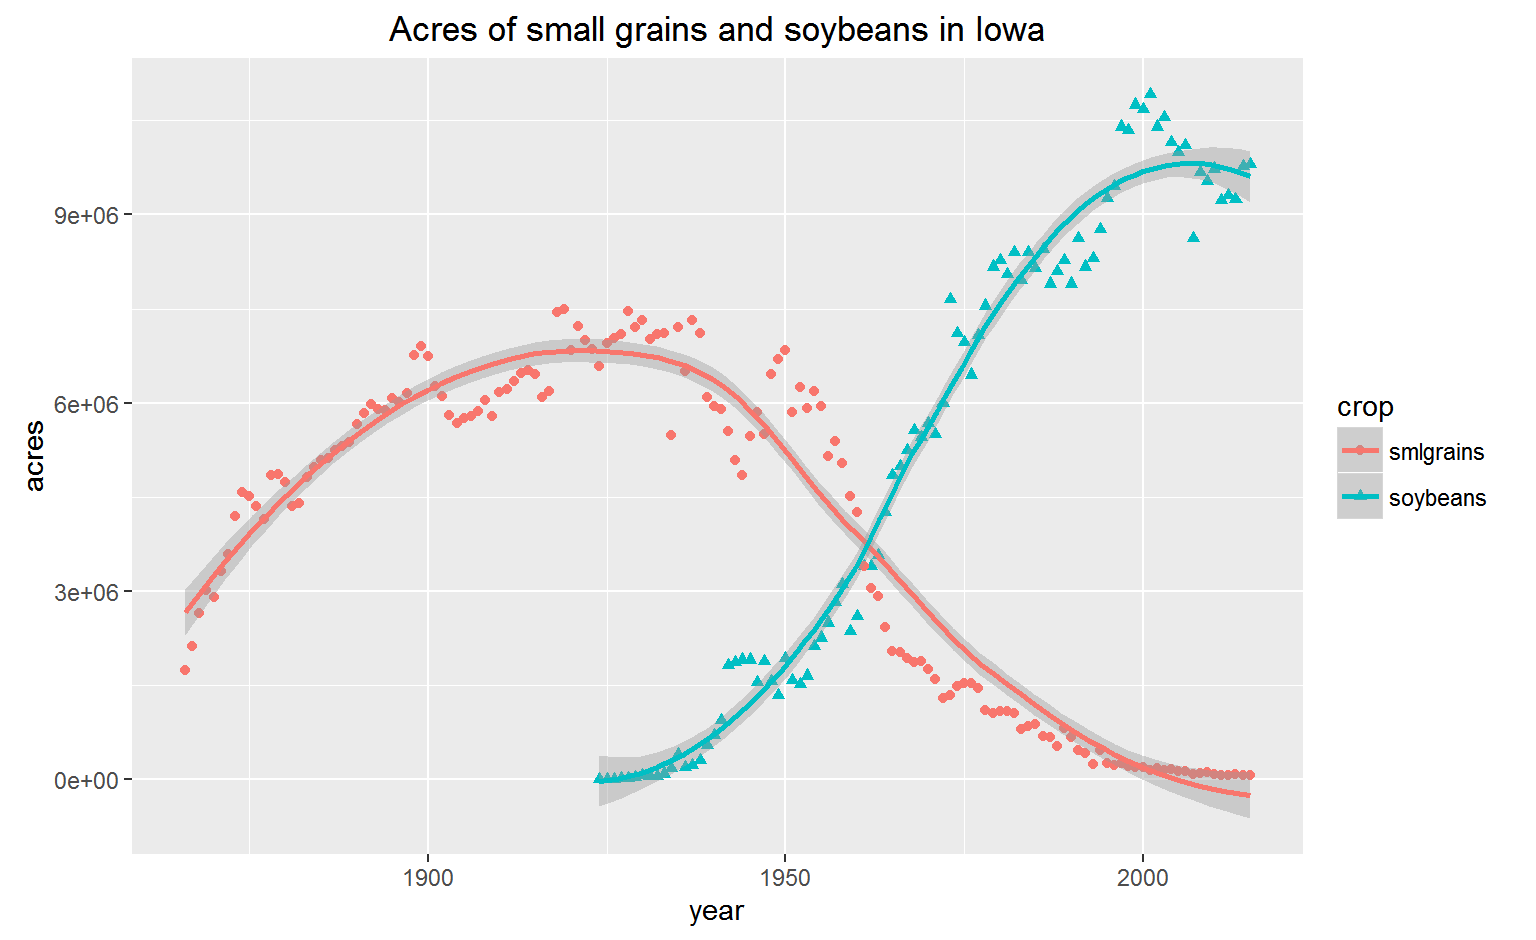 Acres of small grains and soybeans in Iowa
acres
9e+06
6e+06
3e+06
0e+00
1900
1950
2000
year
crop
smlgrains
soybeans